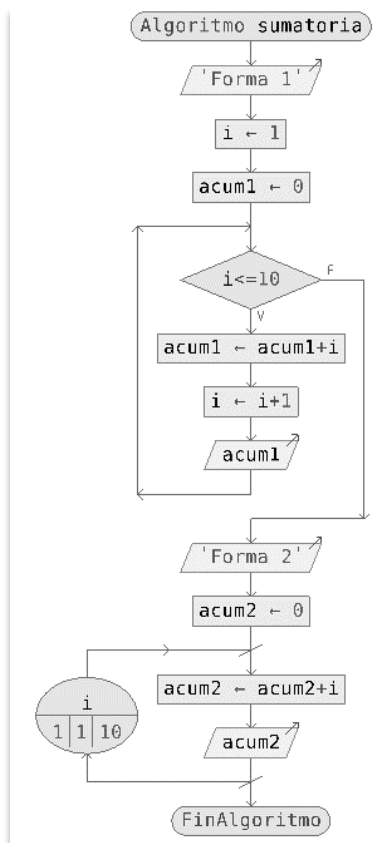 Algoritmo sumatoria
'Forma 1'
i ← 1
acum1 ← 0
i<=10
F
V
acum1 ← acum1+i
i ← i+1
acum1
'Forma 2'
acum2 ← 0
i
1 1 10
acum2 ← acum2+i
acum2
FinAlgoritmo